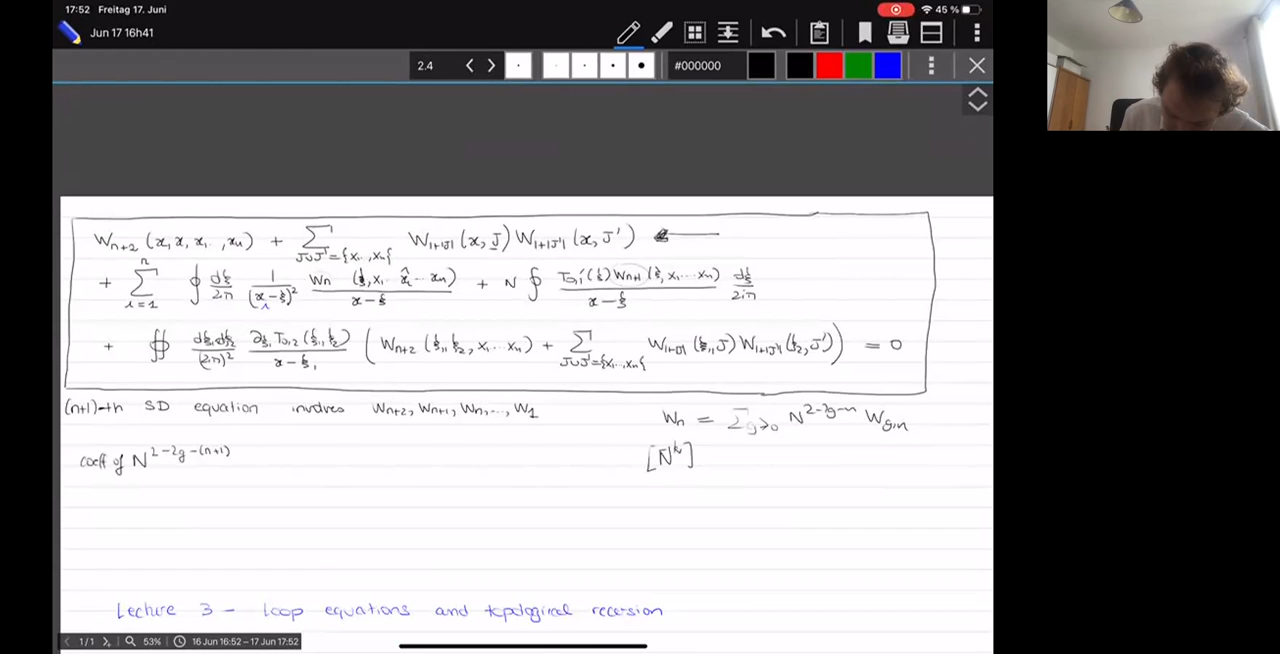 17:52 Freitag 17. Juni
45 %
Jun 17 16h41
2.4
#000000
W_{n+2} (x, x, x_1 .. , x_n) + Σ_{J∪J'={x_1..,x_n}} W_{1+|J|} (x, J) W_{1+|J'|} (x, J')
+ Σ_{i=1}^{n} ∮ dξ/2iπ 1/(x_i-ξ)^2 W_n (ξ, x_1 .. x̂_i .. x_n)/(x-ξ) + N ∮ T_{0,1}'(ξ) W_{n+1} (ξ, x_1 ... x_n)/(x-ξ) dξ/2iπ
+ ∯ dξ_1 dξ_2/(2iπ)^2 ∂_{ξ_1} T_{0,2} (ξ_1, ξ_2)/(x-ξ_1) ( W_{n+2} (ξ_1, ξ_2, x_1 ... x_n) + Σ_{J∪J'={x_1...,x_n}} W_{1+|J|} (ξ_1, J) W_{1+|J'|} (ξ_2, J') ) = 0
(n+1)-th SD equation involves W_{n+2}, W_{n+1}, W_n, ..., W_1
W_n = Σ_{g≥0} N^{2-2g-n} W_{g,n}
coeff of N^{2-2g-(n+1)}
[N^k]
Lecture 3 - Loop equations and topological recursion
1/1 53% 16 Jun 16:52 – 17 Jun 17:52